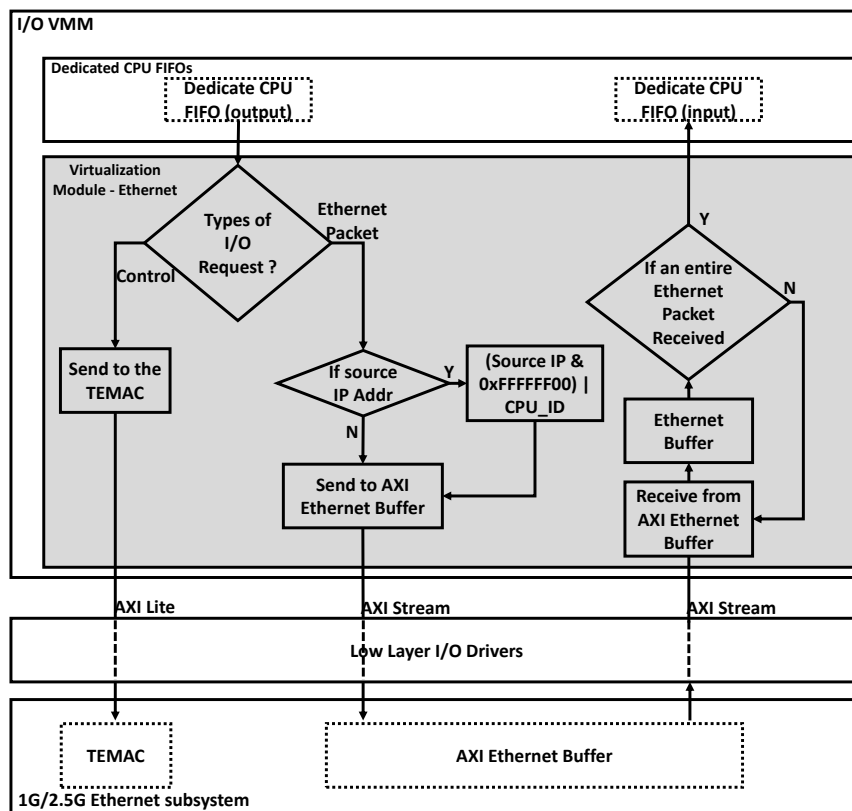 I/O VMM
Dedicated CPU FIFOs
Dedicate CPU
FIFO (output)
Dedicate CPU
FIFO (input)
Virtualization
Module - Ethernet
Types of
I/O
Request ?
Ethernet
Packet
Control
Send to the
TEMAC
If source
IP Addr
Y
N
(Source IP &
0xFFFFFF00) |
CPU_ID
Send to AXI
Ethernet Buffer
Y
If an entire
Ethernet
Packet
Received
N
Ethernet
Buffer
Receive from
AXI Ethernet
Buffer
AXI Lite
AXI Stream
AXI Stream
Low Layer I/O Drivers
TEMAC
AXI Ethernet Buffer
1G/2.5G Ethernet subsystem